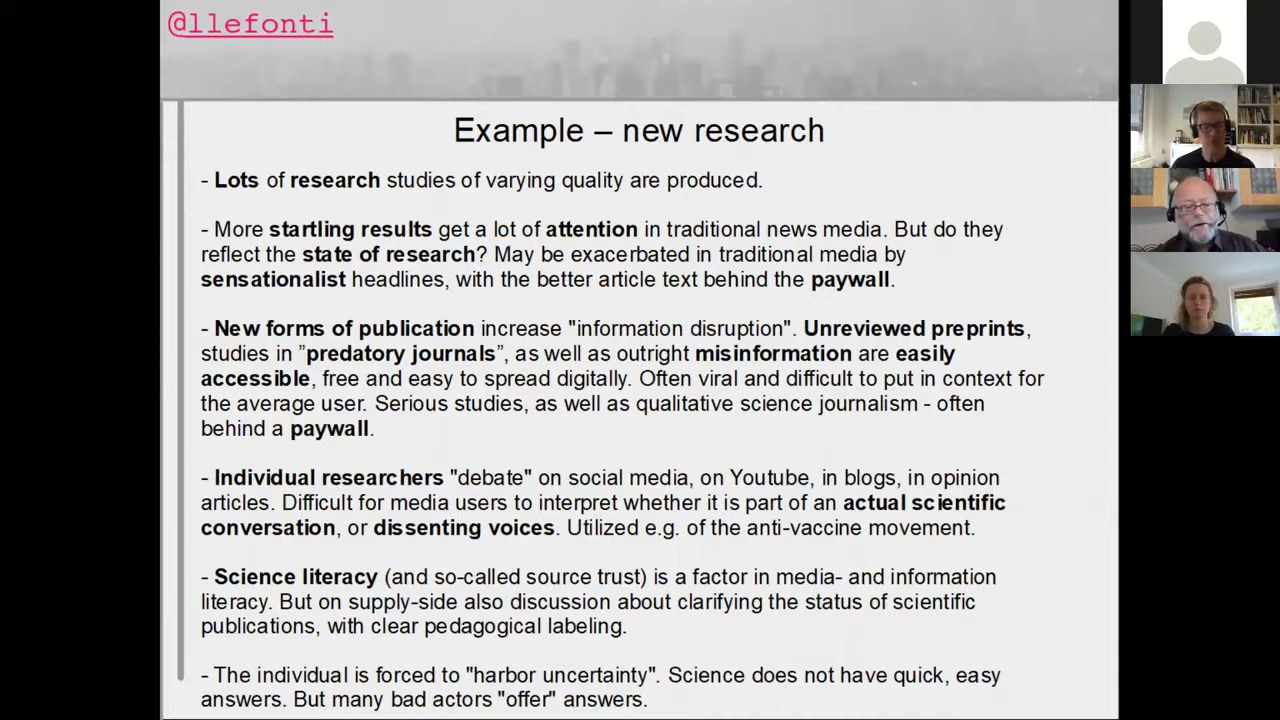 @llefonti
Example – new research
- Lots of research studies of varying quality are produced.
- More startling results get a lot of attention in traditional news media. But do they
reflect the state of research? May be exacerbated in traditional media by
sensationalist headlines, with the better article text behind the paywall.
- New forms of publication increase "information disruption". Unreviewed preprints,
studies in ”predatory journals”, as well as outright misinformation are easily
accessible, free and easy to spread digitally. Often viral and difficult to put in context for
the average user. Serious studies, as well as qualitative science journalism - often
behind a paywall.
- Individual researchers "debate" on social media, on Youtube, in blogs, in opinion
articles. Difficult for media users to interpret whether it is part of an actual scientific
conversation, or dissenting voices. Utilized e.g. of the anti-vaccine movement.
- Science literacy (and so-called source trust) is a factor in media- and information
literacy. But on supply-side also discussion about clarifying the status of scientific
publications, with clear pedagogical labeling.
- The individual is forced to "harbor uncertainty". Science does not have quick, easy
answers. But many bad actors "offer" answers.